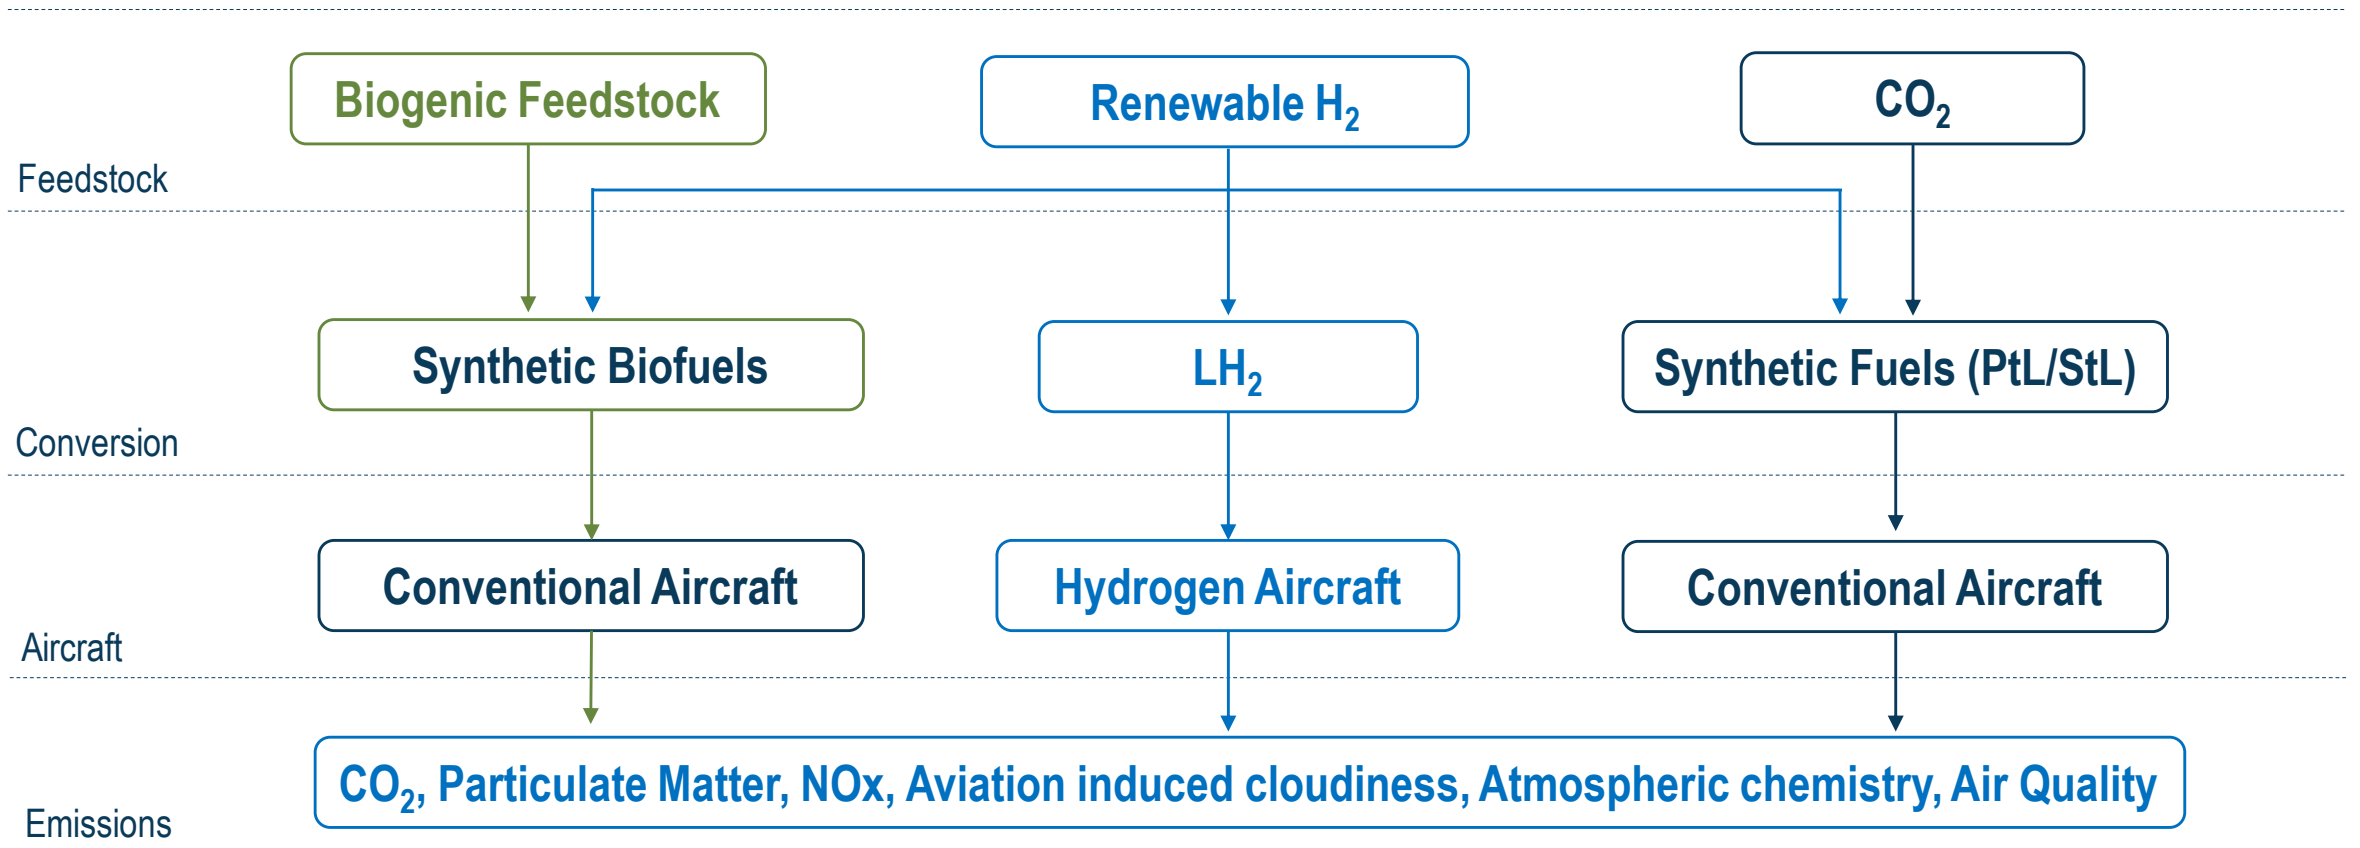 Biogenic Feedstock
Renewable H₂
CO₂
Feedstock
Synthetic Biofuels
LH₂
Synthetic Fuels (PtL/StL)
Conversion
Conventional Aircraft
Hydrogen Aircraft
Conventional Aircraft
Aircraft
CO₂, Particulate Matter, NOx, Aviation induced cloudiness, Atmospheric chemistry, Air Quality
Emissions